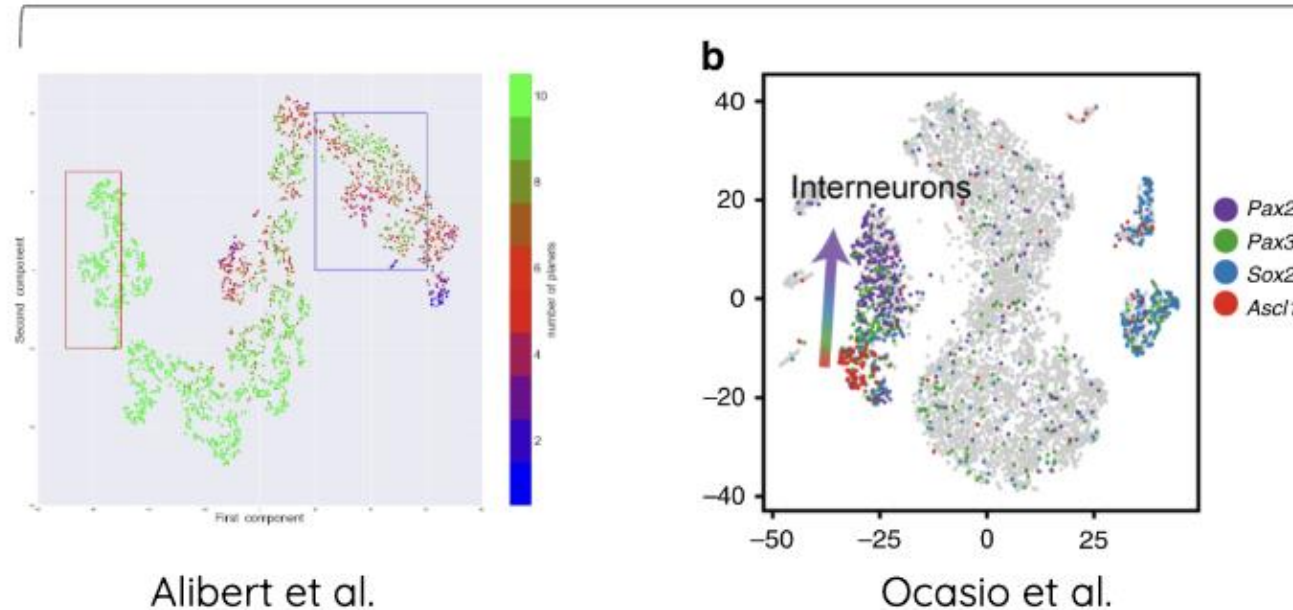 b
10
8
6
4
2
number of planets
Second component
First component
40
20
0
−20
−40
Interneurons
−50
−25
0
25
Pax2
Pax3
Sox2
Ascl1
Alibert et al.
Ocasio et al.